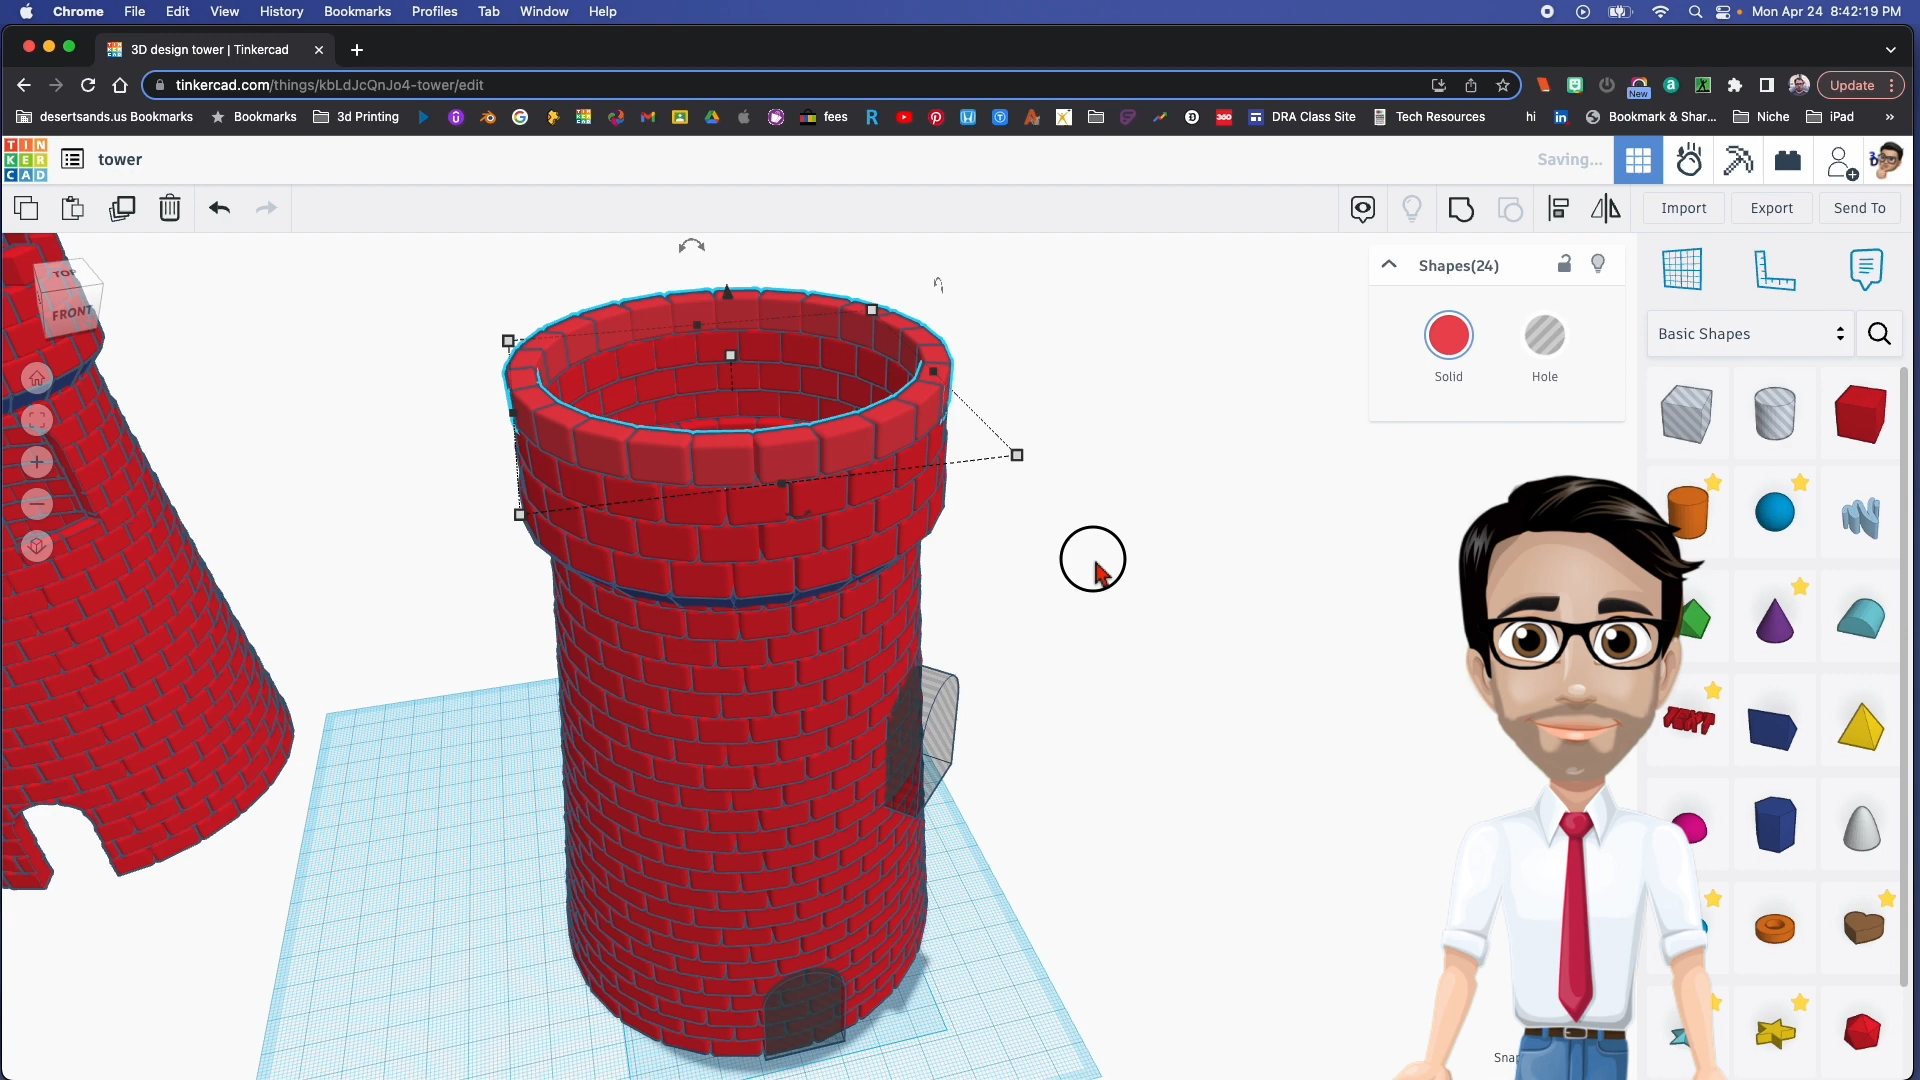 Chrome File Edit View History Bookmarks Profiles Tab Window Help Mon Apr 24 8:42:19 PM
3D design tower | Tinkercad
tinkercad.com/things/kbLdJcQnJo4-tower/edit New Update
desertsands.us Bookmarks Bookmarks 3d Printing fees DRA Class Site Tech Resources hi Bookmark & Shar... Niche iPad
TIN
KER
CAD
tower Saving...
Import Export Send To
Shapes(24)
Solid Hole
TOP
FRONT
Basic Shapes
TEXT
Snap